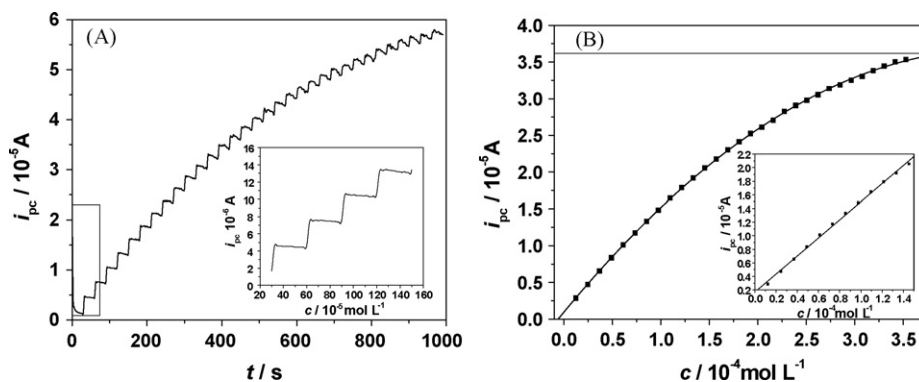 (A)
6
5
4
3
2
1
0
i_pc / 10⁻⁵ A
0 200 400 600 800 1000
t / s
16
14
12
10
8
6
4
2
0
i_pc 10⁻⁶ A
20 40 60 80 100 120 140 160
c / 10⁻⁵ mol L⁻¹
(B)
4.0
3.5
3.0
2.5
2.0
1.5
1.0
0.5
0.0
i_pc / 10⁻⁵ A
0.0 0.5 1.0 1.5 2.0 2.5 3.0 3.5
c / 10⁻⁴ mol L⁻¹
2.2
2.0
1.8
1.6
1.4
1.2
1.0
0.8
0.6
0.4
0.2
i_pc / 10⁻⁵ A
0.0 0.2 0.4 0.6 0.8 1.0 1.2 1.4
c / 10⁻⁴ mol L⁻¹